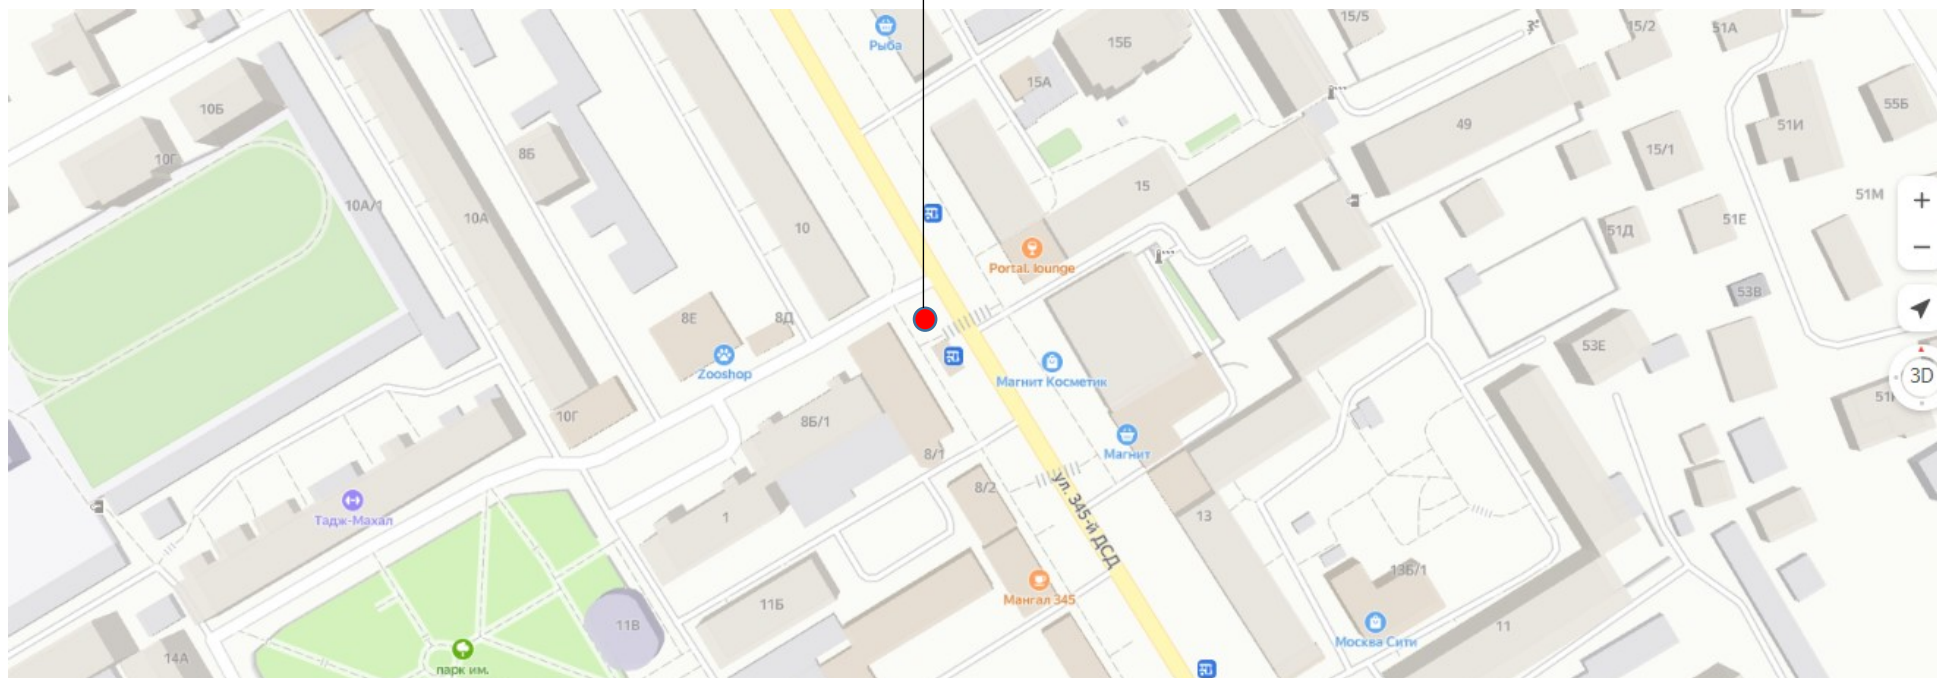 Рыба
15Б
15/5
15/2
51А
15А
10Б
8Б
49
51И
55Б
10Г
15/1
10А/1
10А
10
15
51М
51Е
51Д
+
Portal. lounge
−
53В
8Е
8Д
53Е
Zooshop
Магнит Косметик
3D
10Г
8Б/1
8/1
Магнит
8/2
ул. 345-й ДСД
Тадж-Махал
1
13
13Б/1
Мангал 345
11Б
11В
11
Москва Сити
14А
парк им.